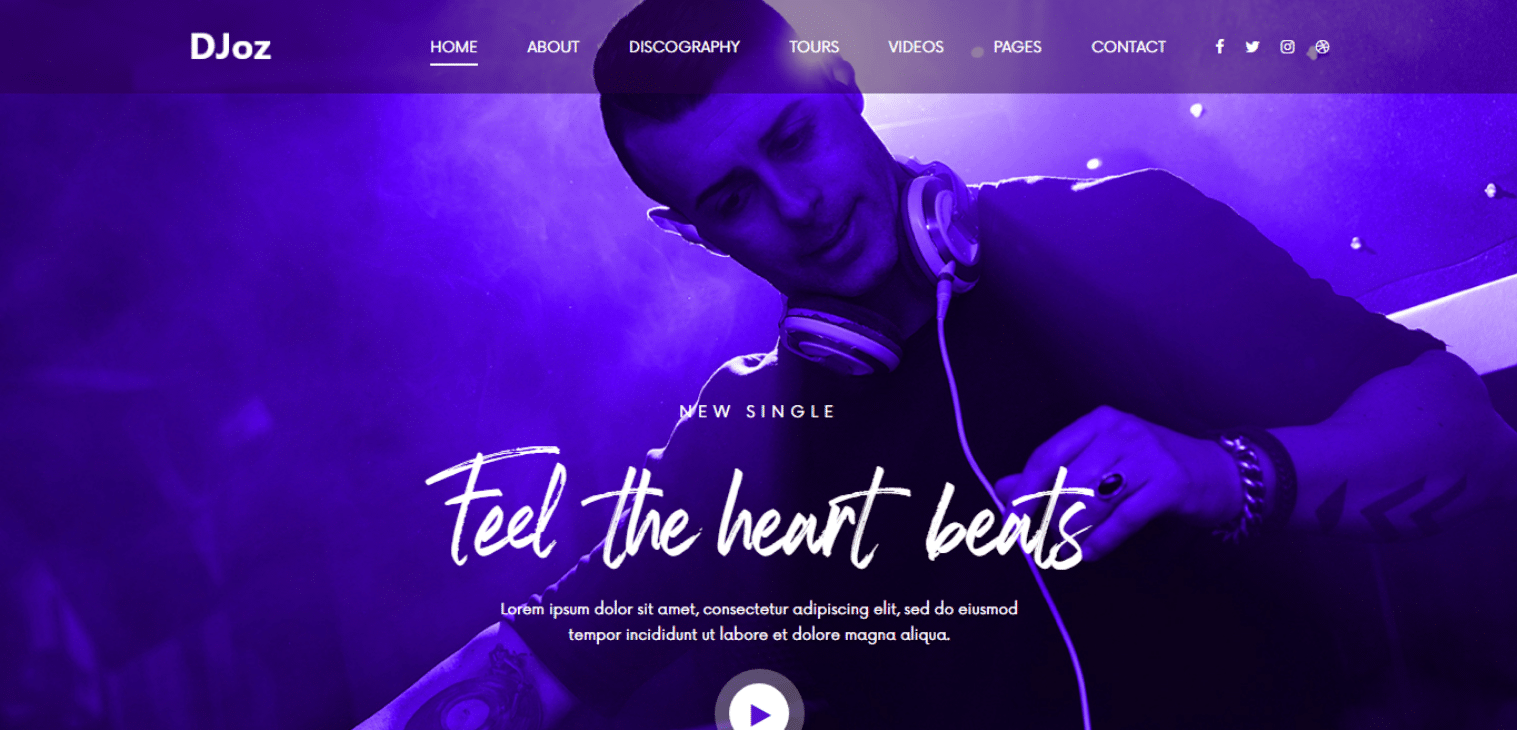 DJoz
HOME ABOUT DISCOGRAPHY TOURS VIDEOS PAGES CONTACT
NEW SINGLE
Feel the heart beats
Lorem ipsum dolor sit amet, consectetur adipiscing elit, sed do eiusmod
tempor incididunt ut labore et dolore magna aliqua.